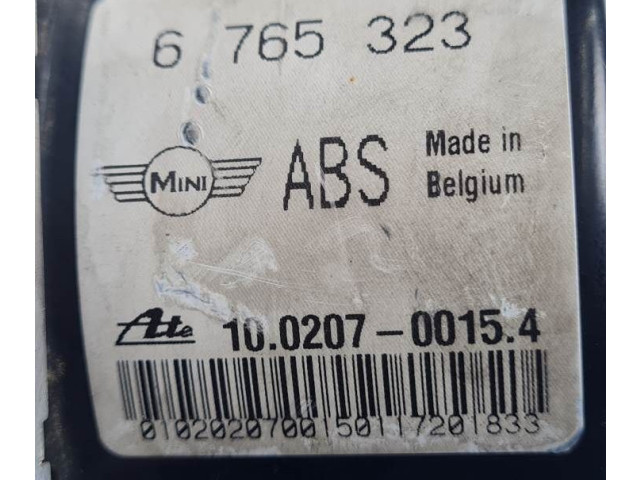 6 765 323
MINI ABS Made in
Belgium
Ate 10.0207-0015.4
0102020700150117201833